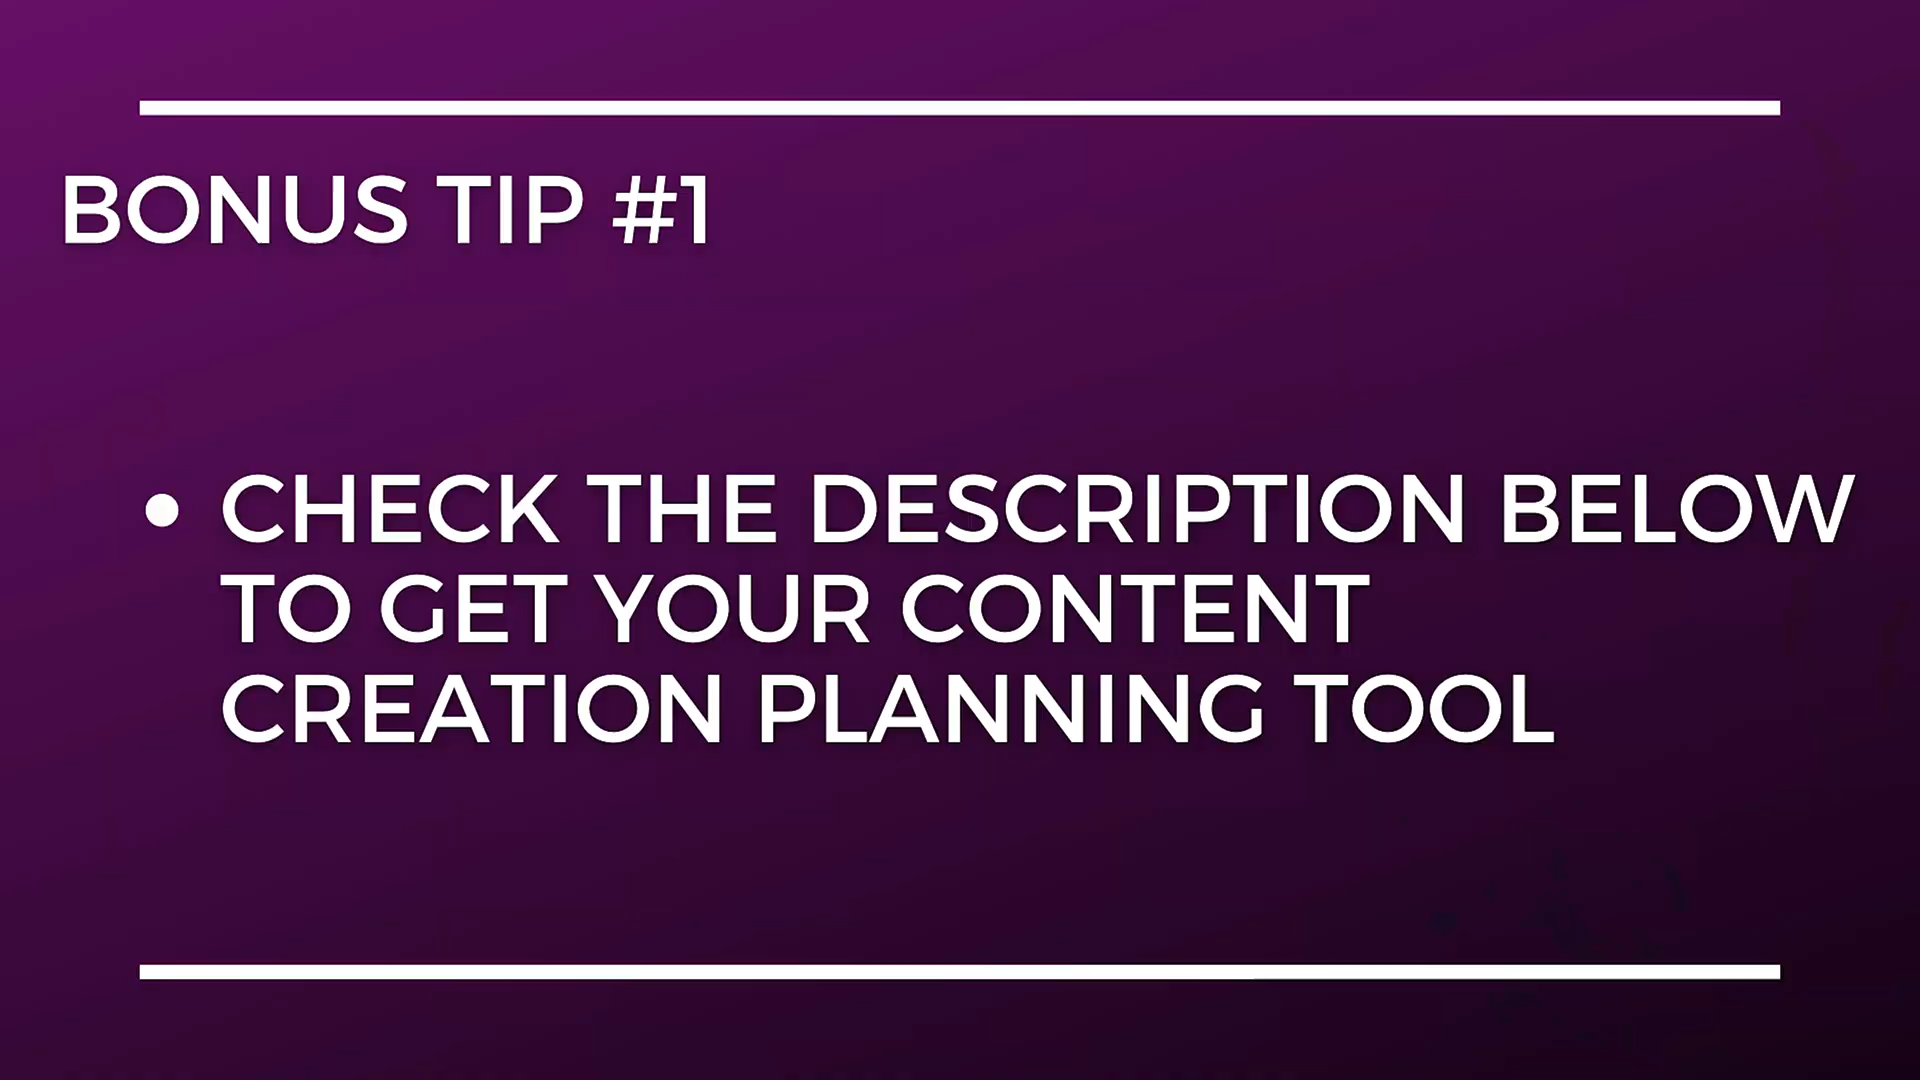 BONUS TIP #1
• CHECK THE DESCRIPTION BELOW
TO GET YOUR CONTENT
CREATION PLANNING TOOL